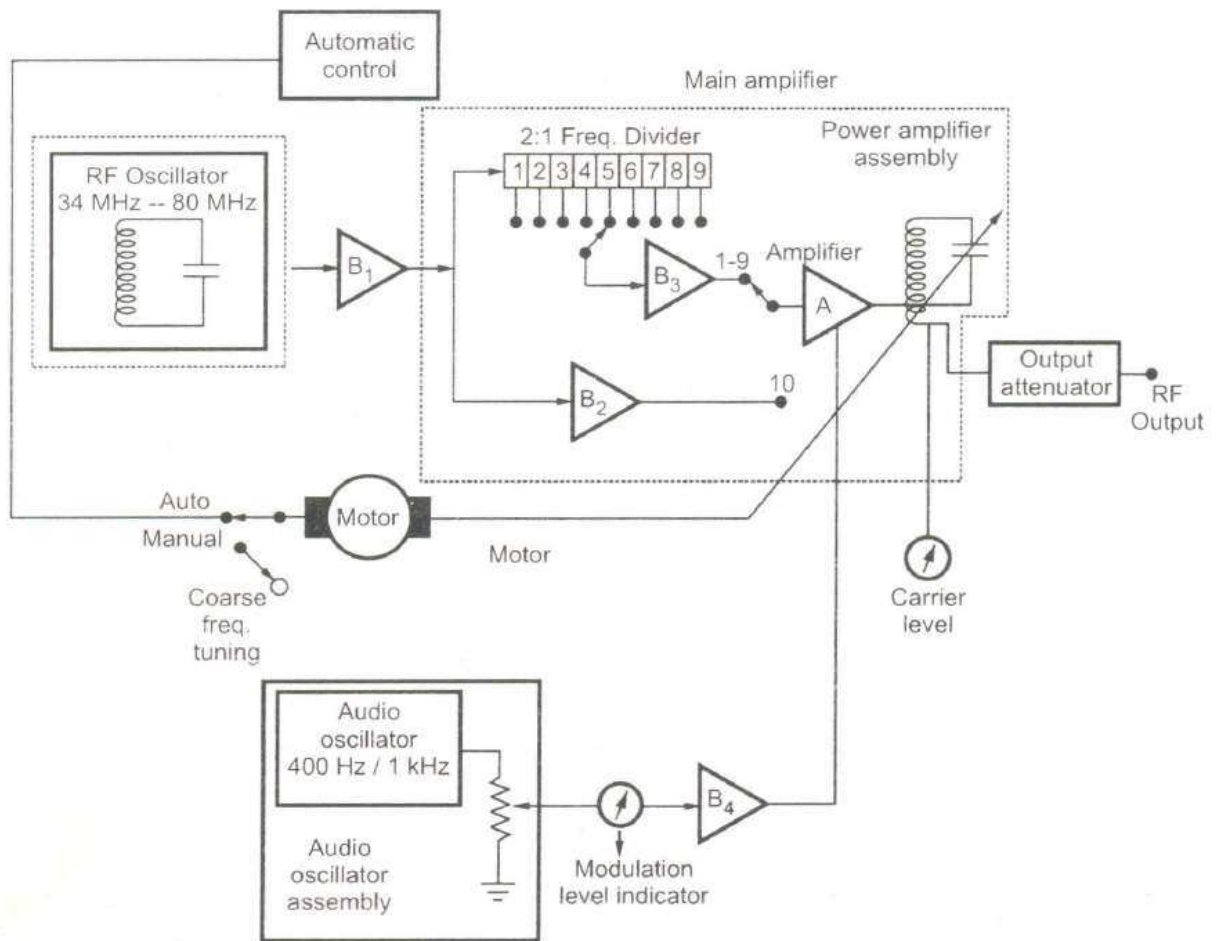 Automatic
control
Main amplifier
2:1 Freq. Divider
1 2 3 4 5 6 7 8 9
Power amplifier
assembly
RF Oscillator
34 MHz -- 80 MHz
B1
B3
1-9
Amplifier
A
B2
10
Output
attenuator
RF
Output
Auto
Manual
Motor
Motor
Coarse
freq.
tuning
Carrier
level
Audio
oscillator
400 Hz / 1 kHz
B4
Audio
oscillator
assembly
Modulation
level indicator